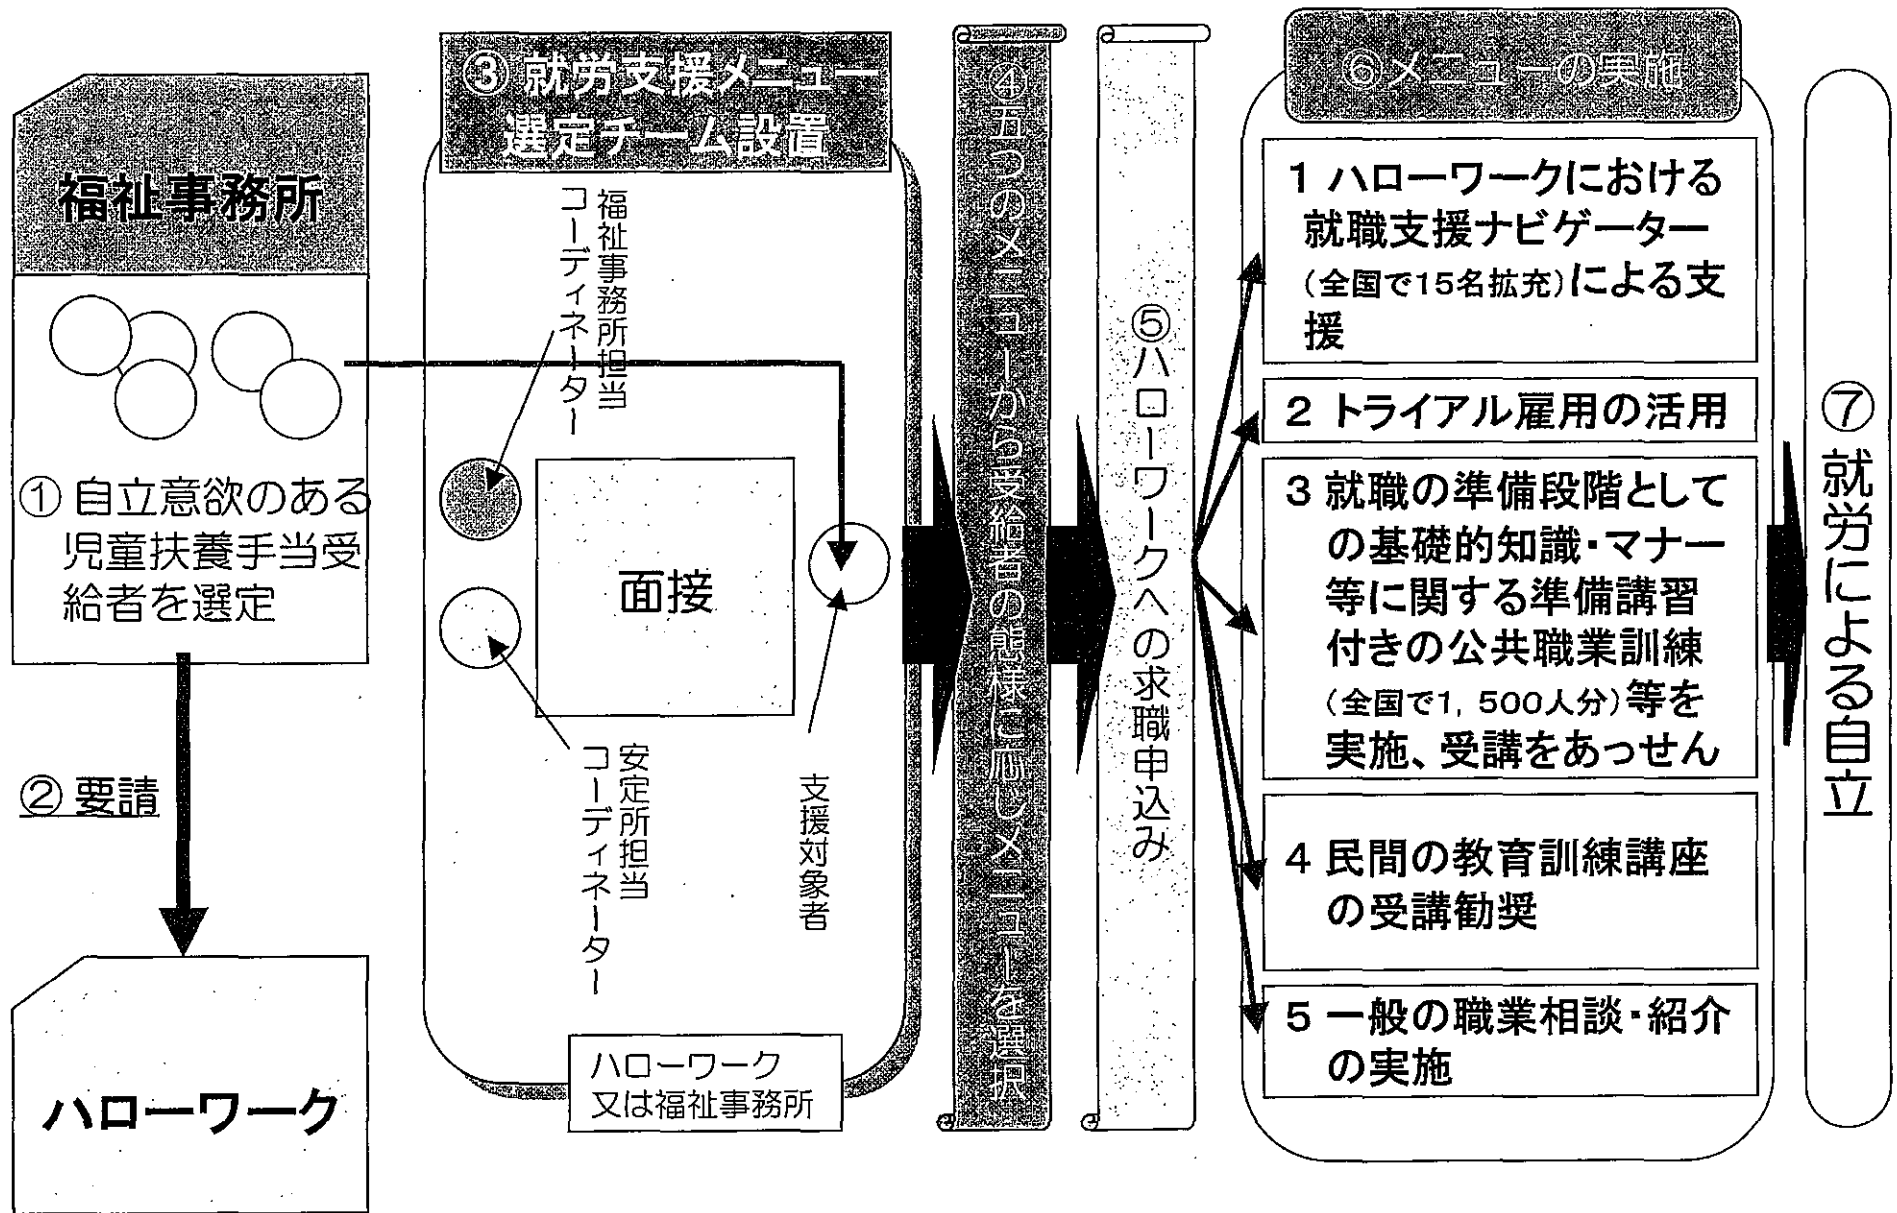 福祉事務所
① 自立意欲のある
児童扶養手当受
給者を選定
② 要請
ハローワーク
③ 就労支援メニュー
選定チーム設置
福祉事務所担当
コーディネーター
面接
安定所担当
コーディネーター
支援対象者
ハローワーク
又は福祉事務所
④五つのメニューから受給者の態様に応じメニューを選択
⑤ハローワークへの求職申込み
⑥メニューの実施
1 ハローワークにおける
就職支援ナビゲーター
(全国で15名拡充)による支
援
2 トライアル雇用の活用
3 就職の準備段階として
の基礎的知識・マナー
等に関する準備講習
付きの公共職業訓練
(全国で1,500人分)等を
実施、受講をあっせん
4 民間の教育訓練講座
の受講勧奨
5 一般の職業相談・紹介
の実施
⑦ 就労による自立